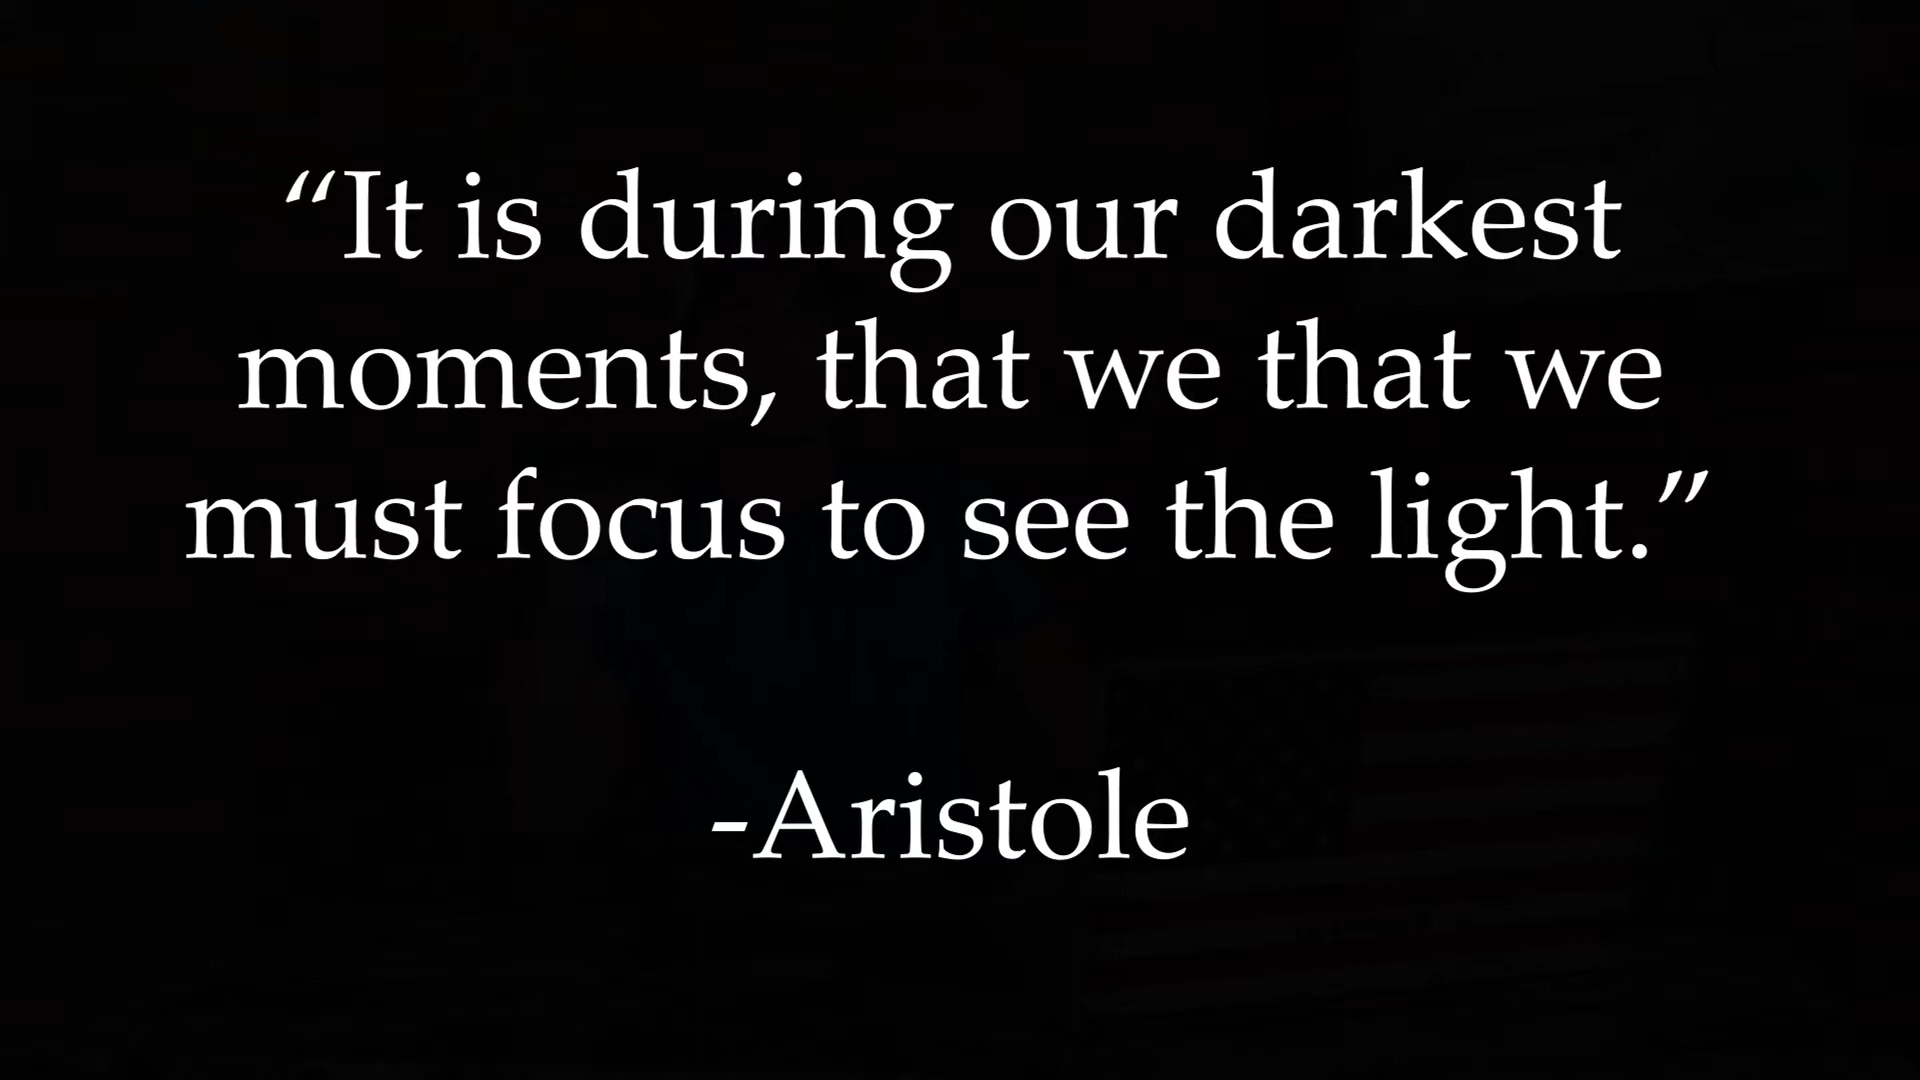 “It is during our darkest
moments, that we that we
must focus to see the light.”
-Aristole